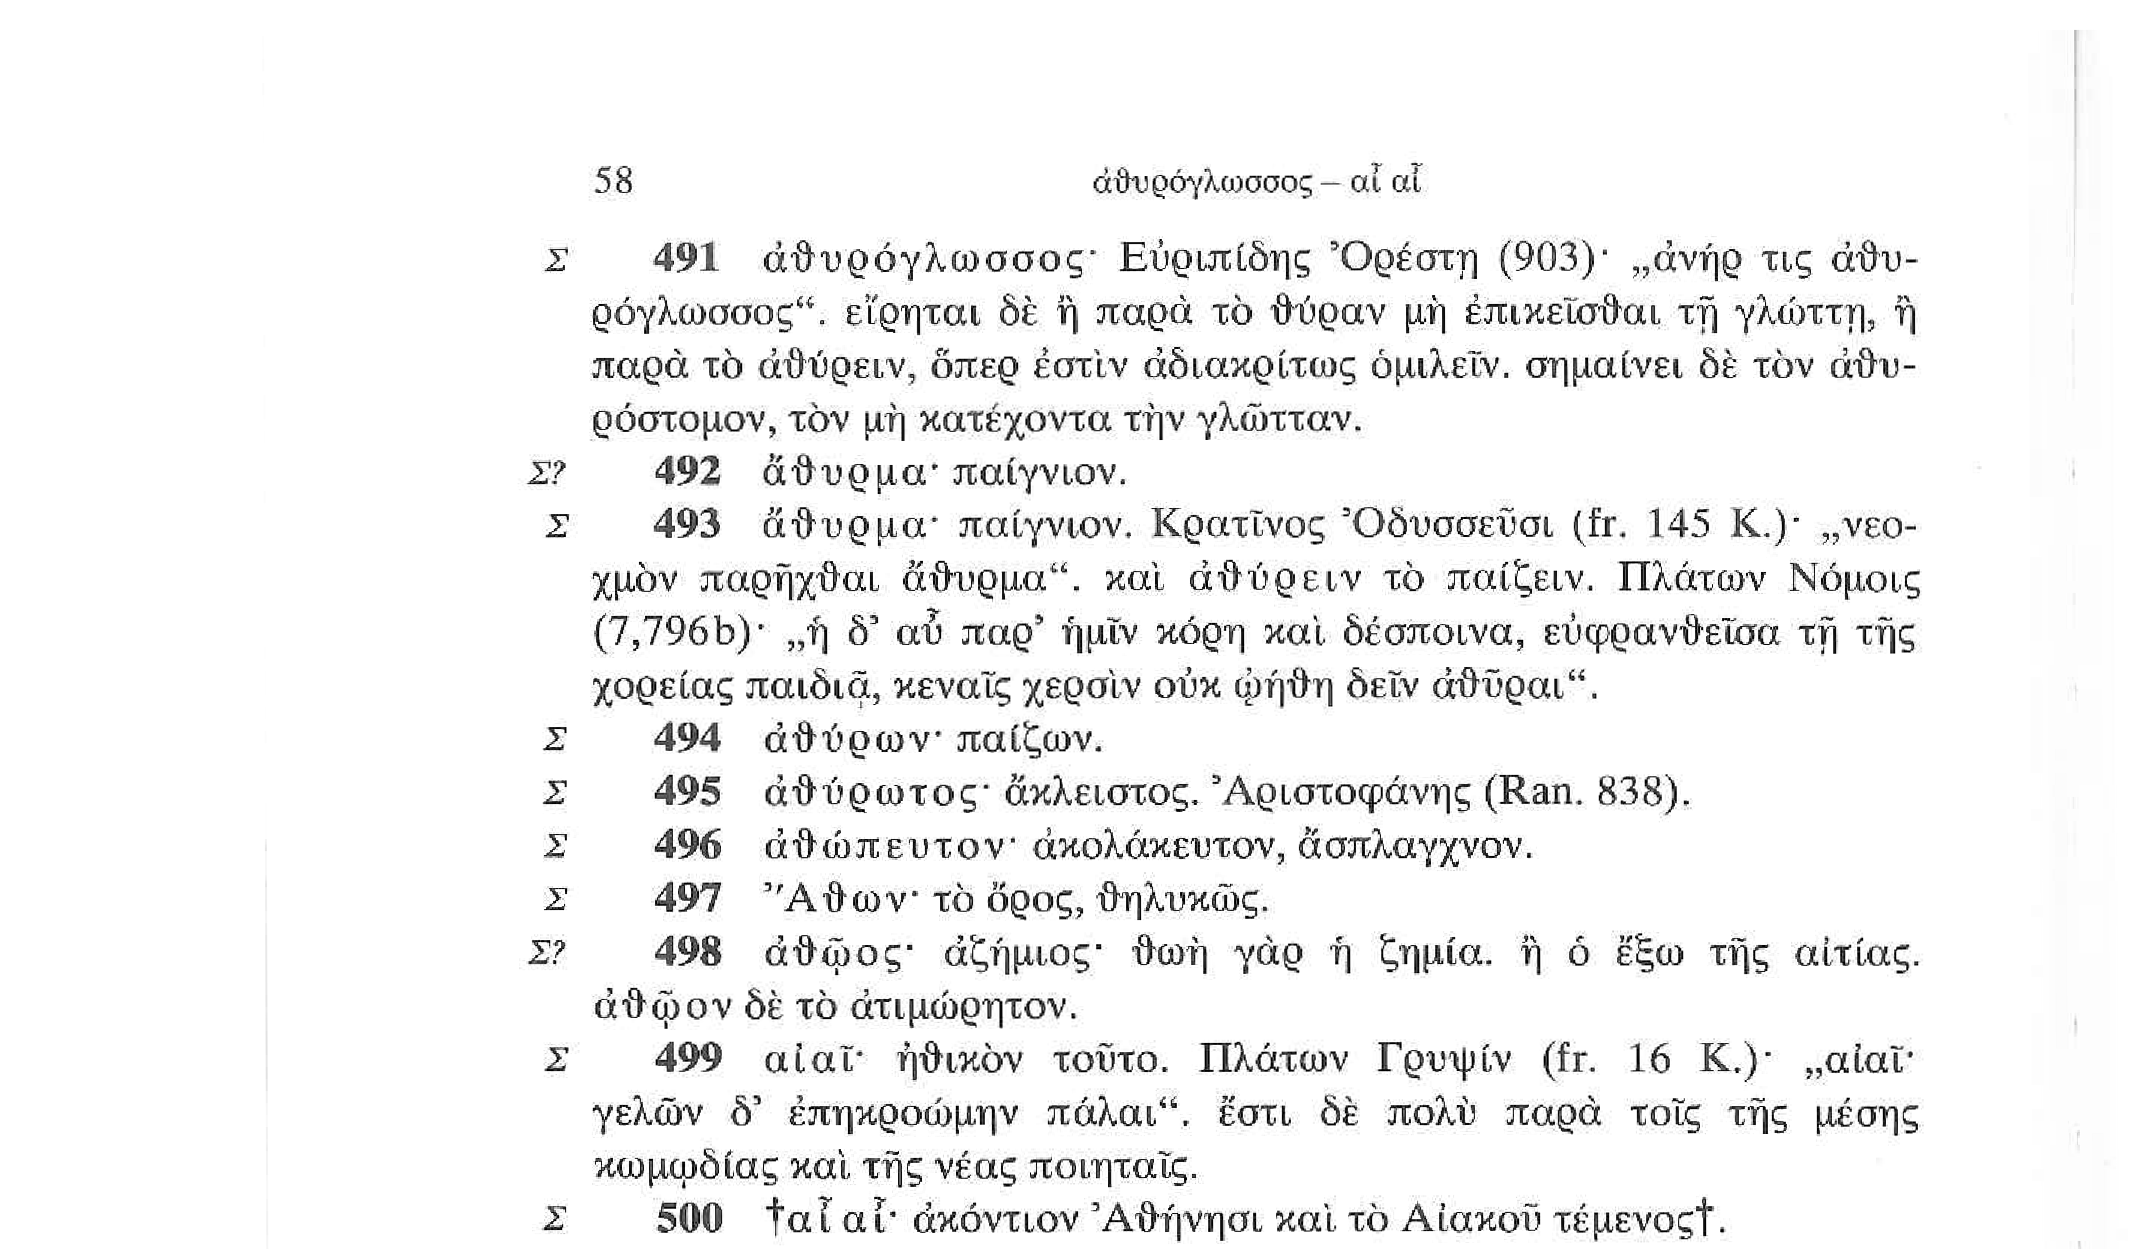 58 ἀθυρόγλωσσος – αἶ αἶ
Σ 491 ἀθυρόγλωσσος· Εὐριπίδης Ὀρέστῃ (903)· „ἀνήρ τις ἀθυ-
ρόγλωσσος“. εἴρηται δὲ ἢ παρὰ τὸ θύραν μὴ ἐπικεῖσθαι τῇ γλώττῃ, ἢ
παρὰ τὸ ἀθύρειν, ὅπερ ἐστὶν ἀδιακρίτως ὁμιλεῖν. σημαίνει δὲ τὸν ἀθυ-
ρόστομον, τὸν μὴ κατέχοντα τὴν γλῶτταν.
Σ? 492 ἄθυρμα· παίγνιον.
Σ 493 ἄθυρμα· παίγνιον. Κρατῖνος Ὀδυσσεῦσι (fr. 145 K.)· „νεο-
χμὸν παρῆχθαι ἄθυρμα“. καὶ ἀθύρειν τὸ παίζειν. Πλάτων Νόμοις
(7,796b)· „ἡ δ’ αὖ παρ’ ἡμῖν κόρη καὶ δέσποινα, εὐφρανθεῖσα τῇ τῆς
χορείας παιδιᾷ, κεναῖς χερσὶν οὐκ ᾠήθη δεῖν ἀθῦραι“.
Σ 494 ἀθύρων· παίζων.
Σ 495 ἀθύρωτος· ἄκλειστος. Ἀριστοφάνης (Ran. 838).
Σ 496 ἀθώπευτον· ἀκολάκευτον, ἄσπλαγχνον.
Σ 497 Ἄθων· τὸ ὄρος, θηλυκῶς.
Σ? 498 ἀθῷος· ἀζήμιος· θωὴ γὰρ ἡ ζημία. ἢ ὁ ἔξω τῆς αἰτίας.
ἀθῷον δὲ τὸ ἀτιμώρητον.
Σ 499 αἰαῖ· ἠθικὸν τοῦτο. Πλάτων Γρυψίν (fr. 16 K.)· „αἰαῖ·
γελῶν δ’ ἐπηκροώμην πάλαι“. ἔστι δὲ πολὺ παρὰ τοῖς τῆς μέσης
κωμῳδίας καὶ τῆς νέας ποιηταῖς.
Σ 500 †αἶ αἶ· ἀκόντιον Ἀθήνησι καὶ τὸ Αἰακοῦ τέμενος†.